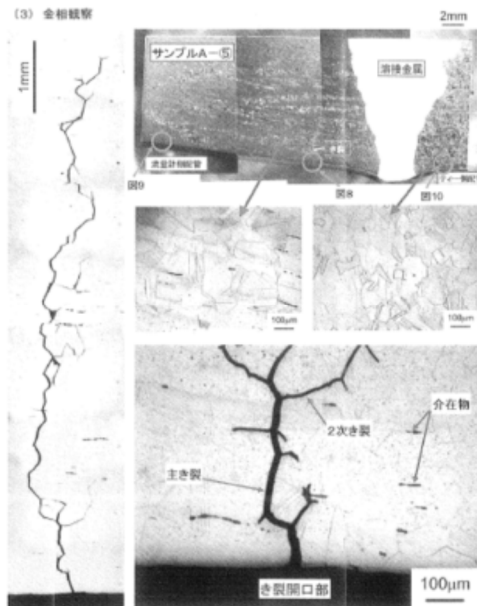 (3) 金相観察
2mm
1mm
サンプルA-⑤
溶接金属
図9
図8
図10
100μm
100μm
2次き裂
介在物
主き裂
き裂開口部
100μm